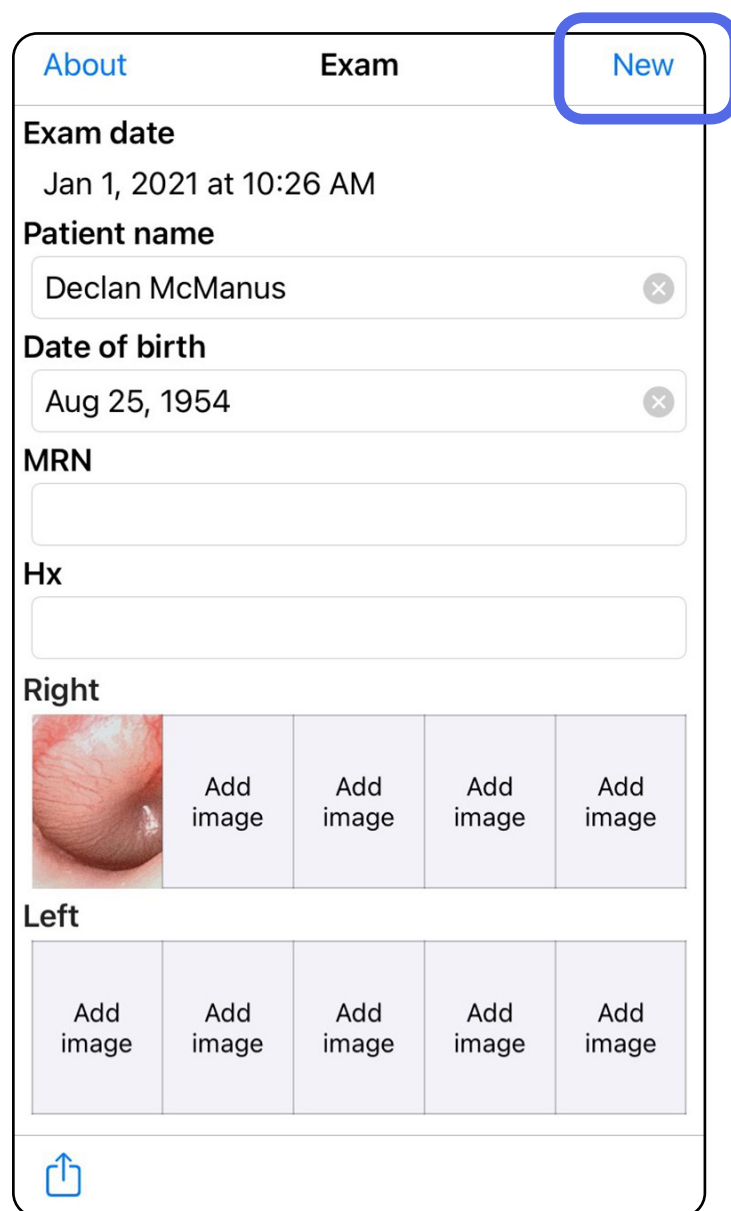 About Exam New
Exam date
Jan 1, 2021 at 10:26 AM
Patient name
Declan McManus
Date of birth
Aug 25, 1954
MRN
Hx
Right
Add image Add image Add image Add image
Left
Add image Add image Add image Add image Add image